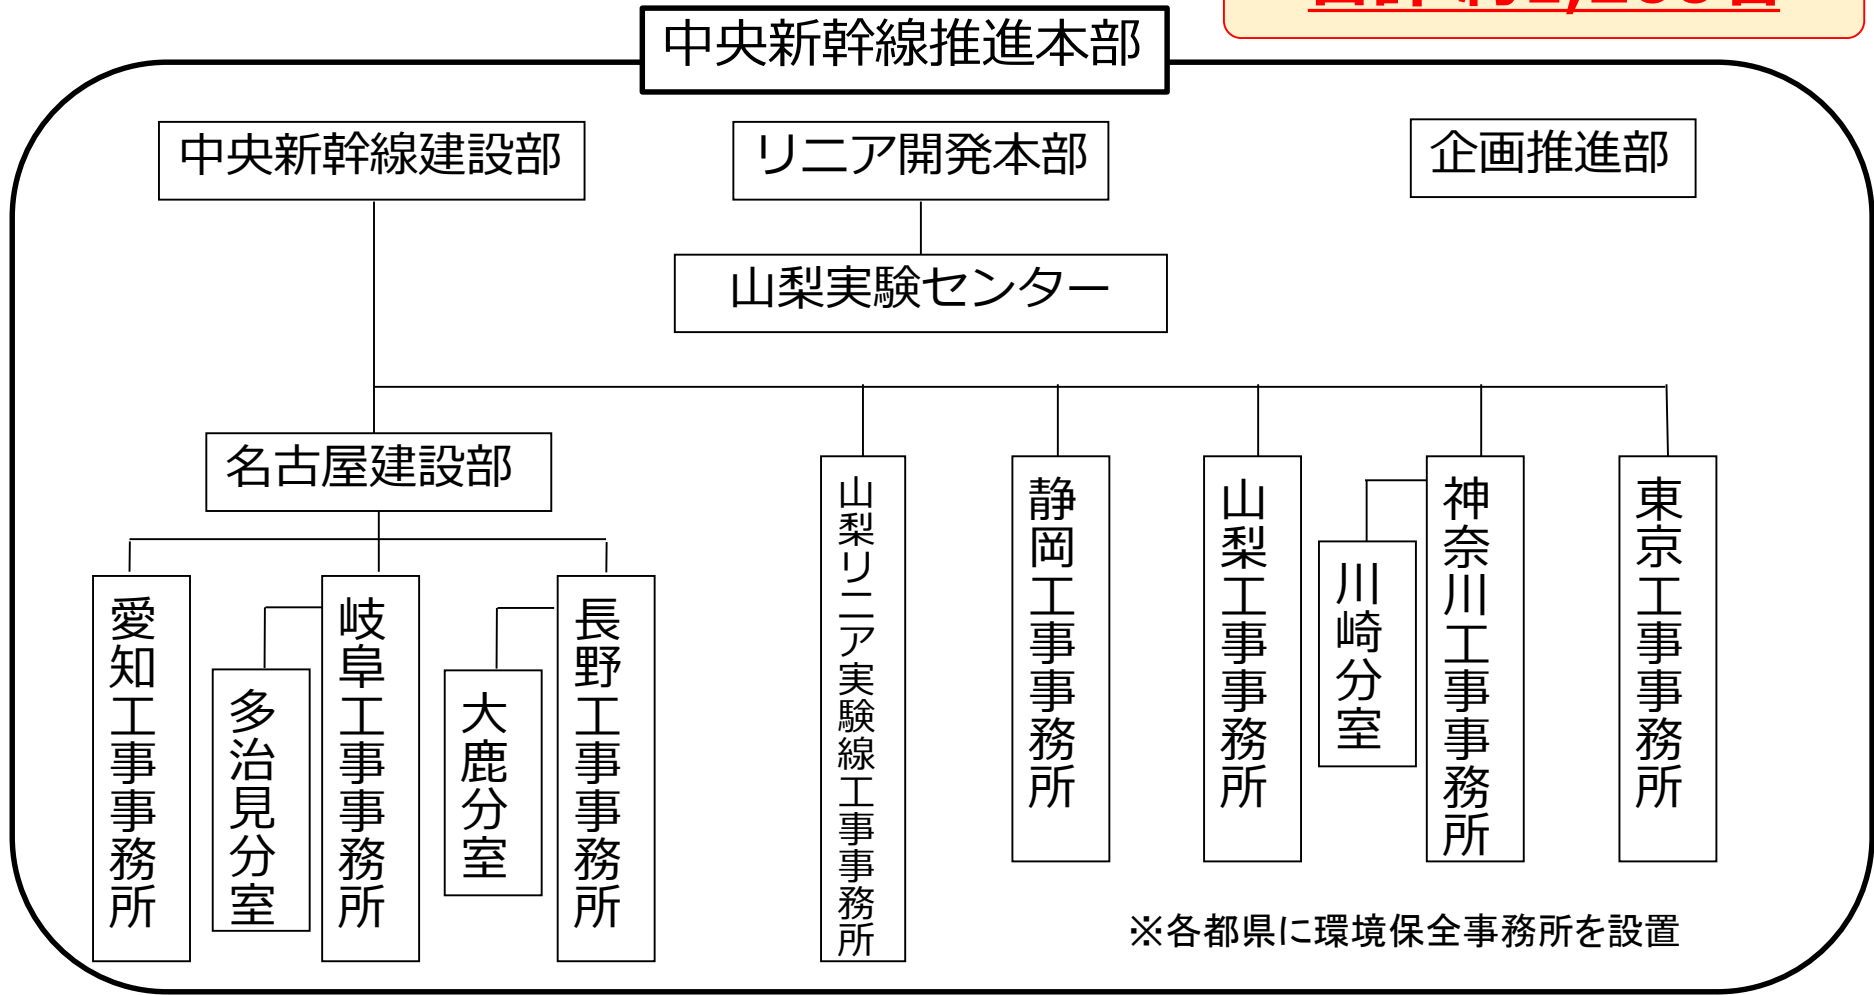 中央新幹線推進本部
中央新幹線建設部
リニア開発本部
企画推進部
山梨実験センター
名古屋建設部
愛知工事事務所
多治見分室
岐阜工事事務所
大鹿分室
長野工事事務所
山梨リニア実験線工事事務所
静岡工事事務所
山梨工事事務所
川崎分室
神奈川工事事務所
東京工事事務所
※各都県に環境保全事務所を設置